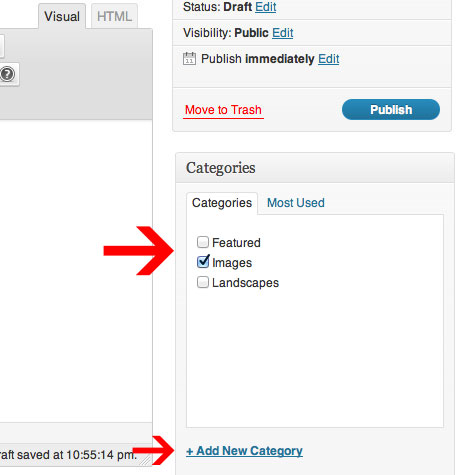 Visual HTML
Status: Draft Edit
Visibility: Public Edit
Publish immediately Edit
Move to Trash Publish
Categories
Categories Most Used
Featured
Images
Landscapes
+ Add New Category
saved at 10:55:14 pm.